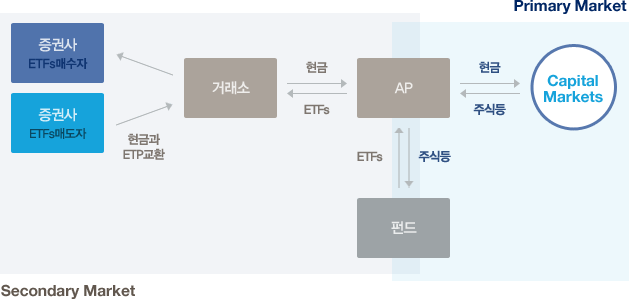 Primary Market
증권사
ETFs매수자
증권사
ETFs매도자
현금과
ETP교환
거래소
현금
ETFs
AP
현금
주식등
Capital
Markets
ETFs
주식등
펀드
Secondary Market